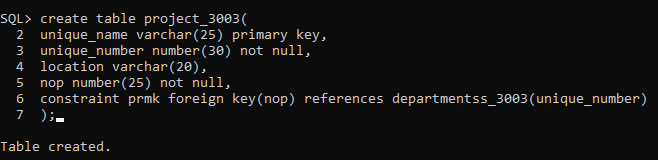 SQL> create table project_3003(
2 unique_name varchar(25) primary key,
3 unique_number number(30) not null,
4 location varchar(20),
5 nop number(25) not null,
6 constraint prmk foreign key(nop) references departmentss_3003(unique_number)
7 );
Table created.